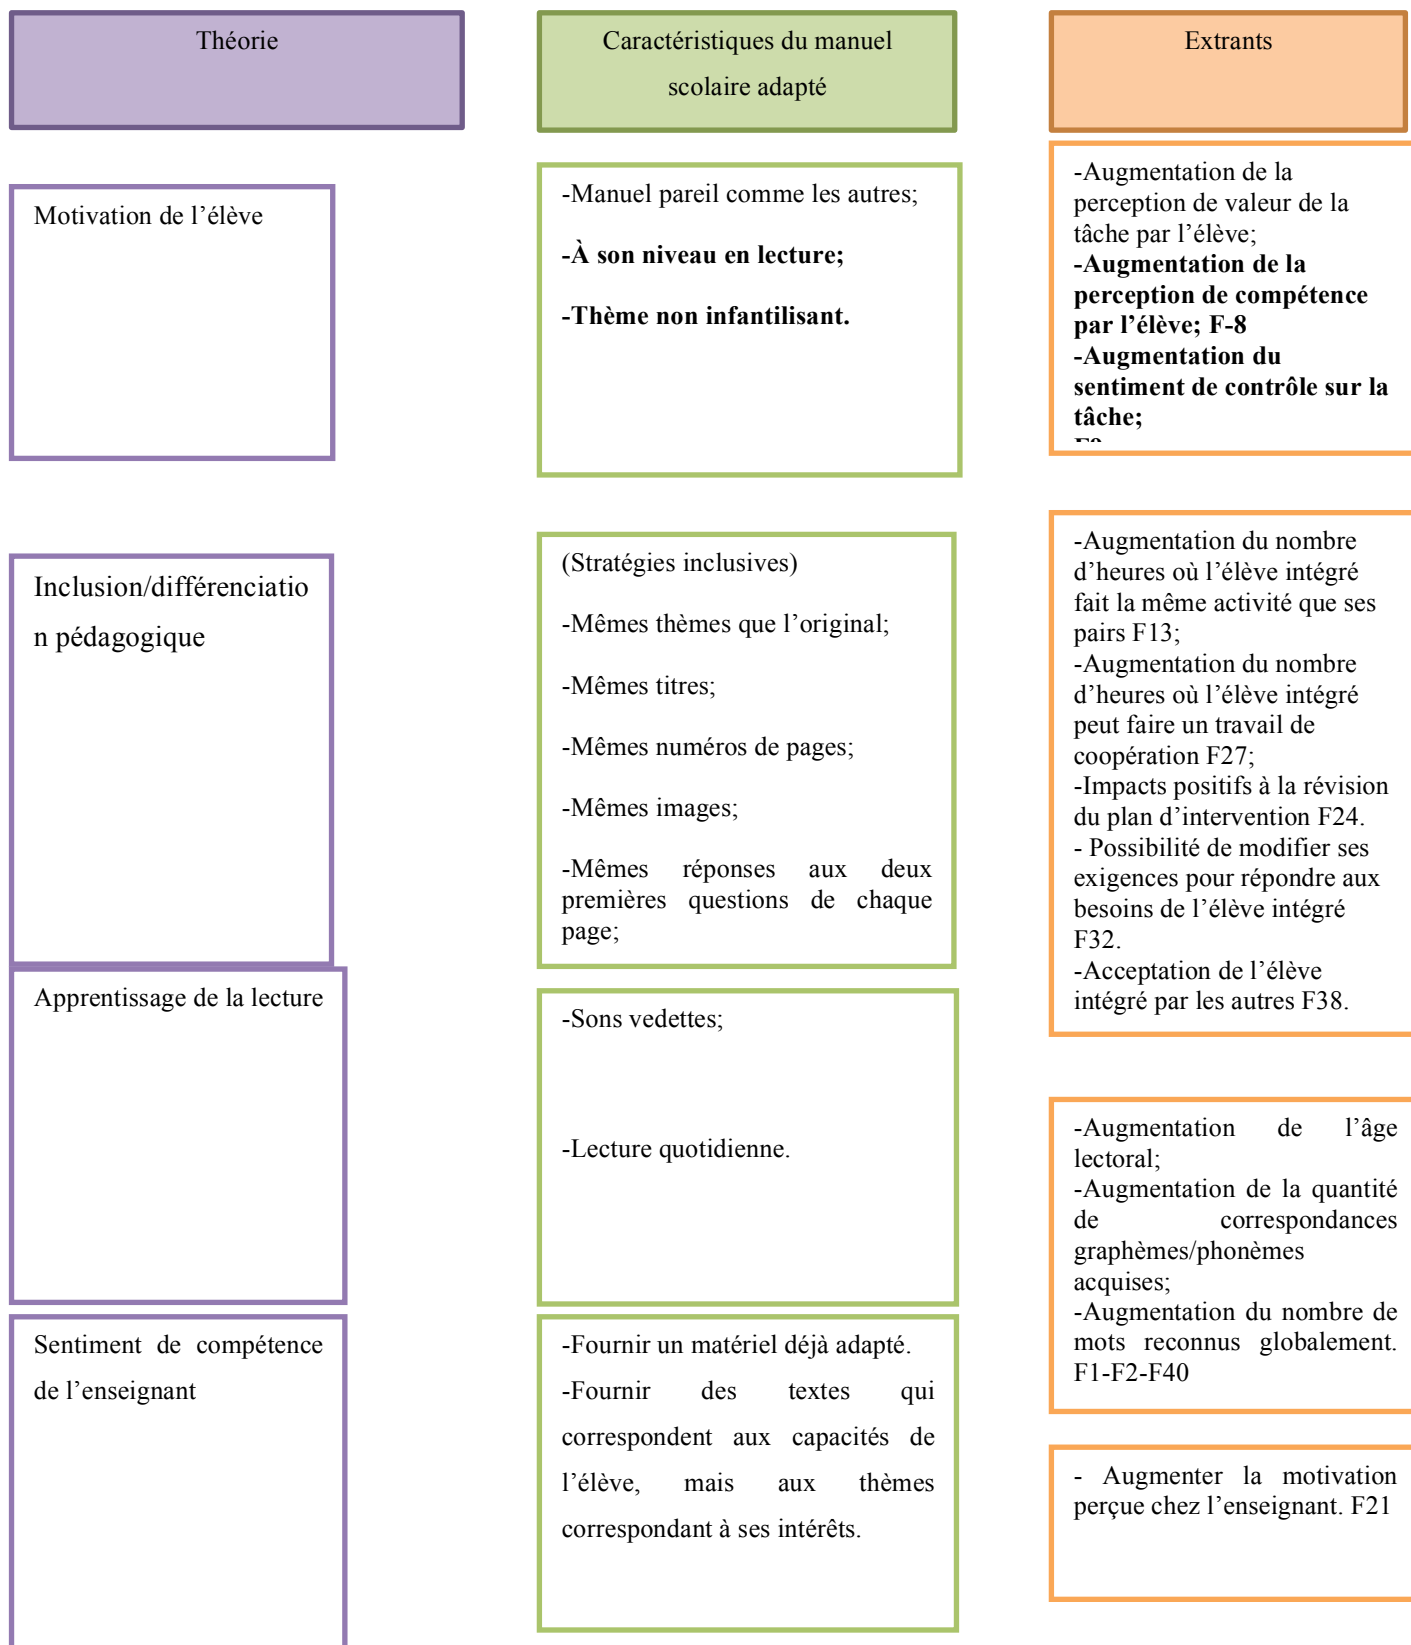 Théorie
Caractéristiques du manuel
scolaire adapté
Extrants
Motivation de l'élève
-Manuel pareil comme les autres;
-À son niveau en lecture;
-Thème non infantilisant.
-Augmentation de la
perception de valeur de la
tâche par l'élève;
-Augmentation de la
perception de compétence
par l'élève; F-8
-Augmentation du
sentiment de contrôle sur la
tâche;
Inclusion/différenciatio
n pédagogique
(Stratégies inclusives)
-Mêmes thèmes que l'original;
-Mêmes titres;
-Mêmes numéros de pages;
-Mêmes images;
-Mêmes réponses aux deux
premières questions de chaque
page;
-Augmentation du nombre
d'heures où l'élève intégré
fait la même activité que ses
pairs F13;
-Augmentation du nombre
d'heures où l'élève intégré
peut faire un travail de
coopération F27;
-Impacts positifs à la révision
du plan d'intervention F24.
- Possibilité de modifier ses
exigences pour répondre aux
besoins de l'élève intégré
F32.
-Acceptation de l'élève
intégré par les autres F38.
Apprentissage de la lecture
-Sons vedettes;
-Lecture quotidienne.
-Augmentation de l'âge
lectoral;
-Augmentation de la quantité
de correspondances
graphèmes/phonèmes
acquises;
-Augmentation du nombre de
mots reconnus globalement.
F1-F2-F40
Sentiment de compétence
de l'enseignant
-Fournir un matériel déjà adapté.
-Fournir des textes qui
correspondent aux capacités de
l'élève, mais aux thèmes
correspondant à ses intérêts.
- Augmenter la motivation
perçue chez l'enseignant. F21